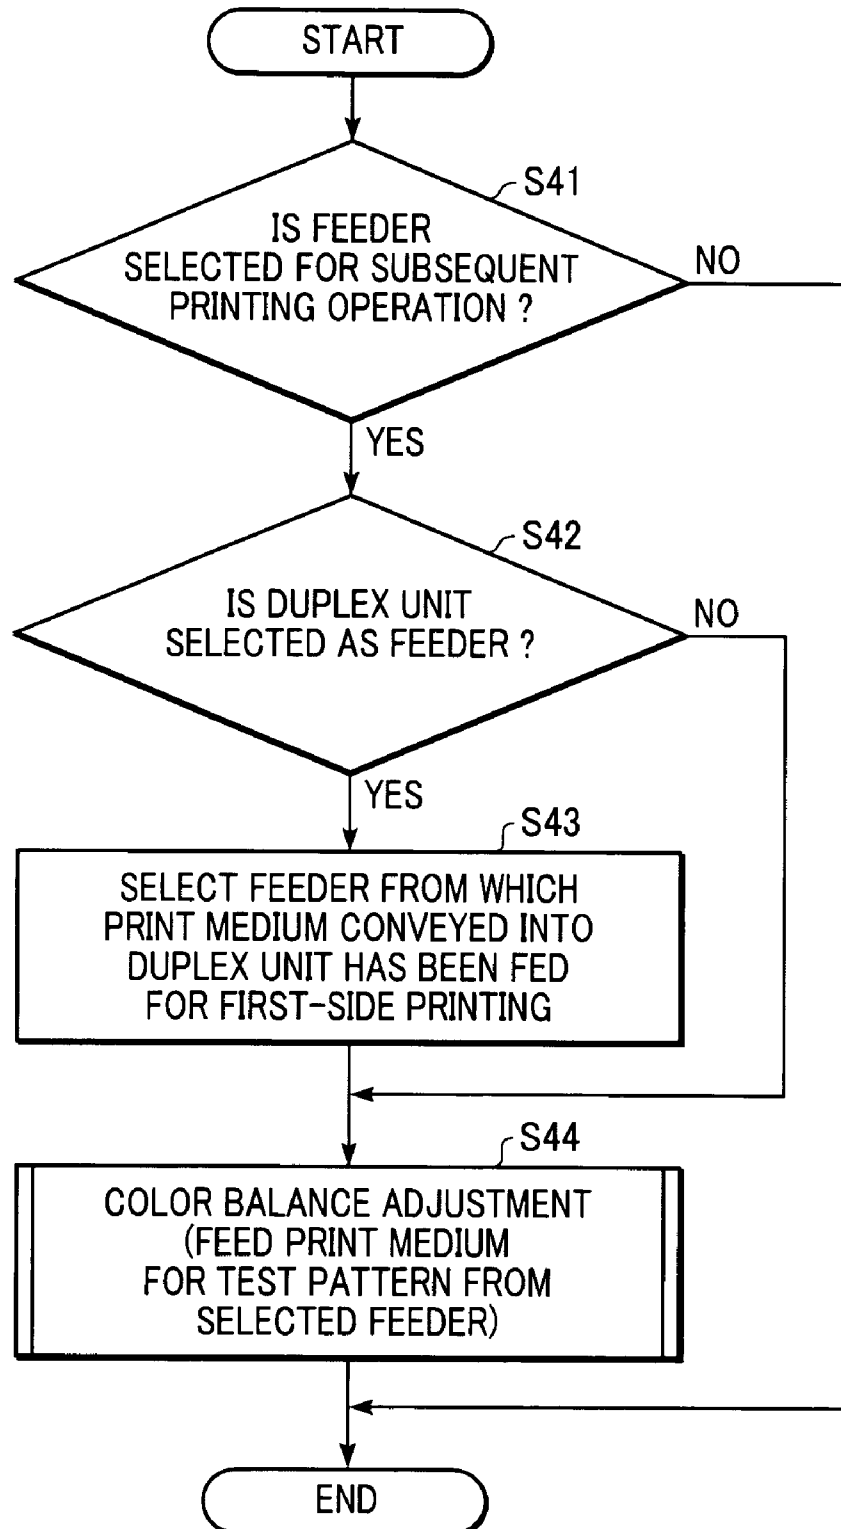 START
S41
IS FEEDER
SELECTED FOR SUBSEQUENT
PRINTING OPERATION ?
NO
YES
S42
IS DUPLEX UNIT
SELECTED AS FEEDER ?
NO
YES
S43
SELECT FEEDER FROM WHICH
PRINT MEDIUM CONVEYED INTO
DUPLEX UNIT HAS BEEN FED
FOR FIRST-SIDE PRINTING
S44
COLOR BALANCE ADJUSTMENT
(FEED PRINT MEDIUM
FOR TEST PATTERN FROM
SELECTED FEEDER)
END